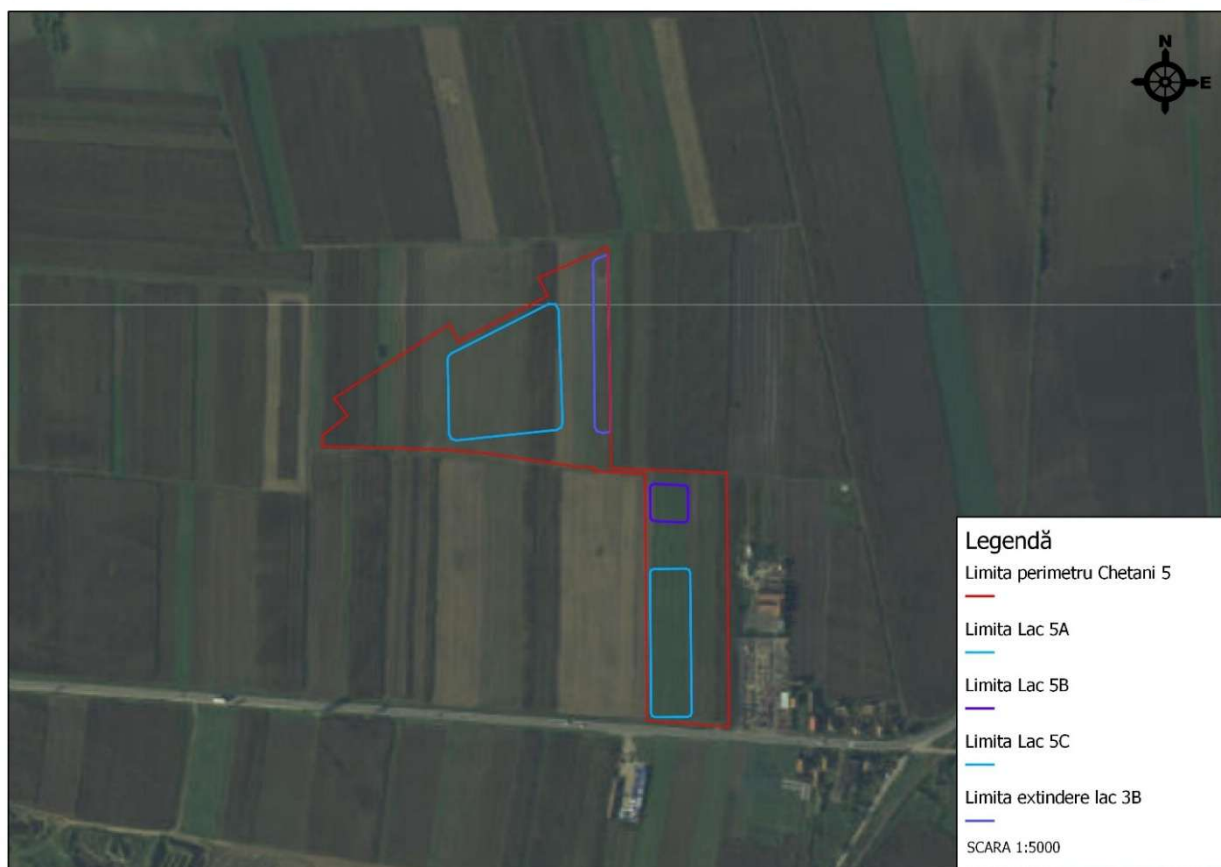 N
E
Legendă
Limita perimetru Chetani 5
Limita Lac 5A
Limita Lac 5B
Limita Lac 5C
Limita extindere lac 3B
SCARA 1:5000